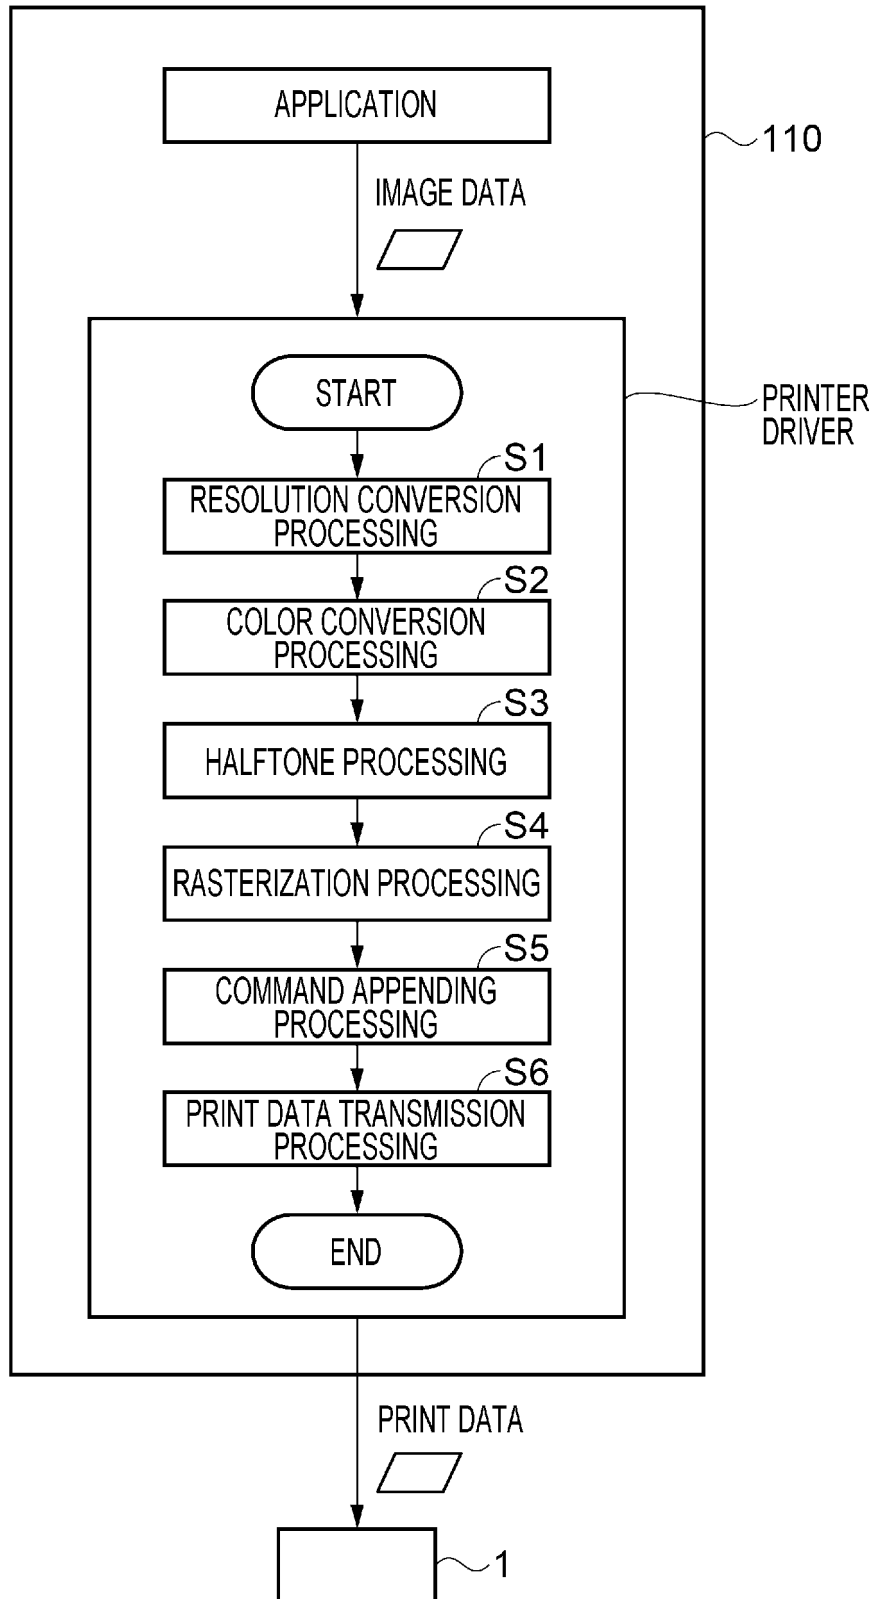 APPLICATION
110
IMAGE DATA
START
PRINTER
DRIVER
S1
RESOLUTION CONVERSION
PROCESSING
S2
COLOR CONVERSION
PROCESSING
S3
HALFTONE PROCESSING
S4
RASTERIZATION PROCESSING
S5
COMMAND APPENDING
PROCESSING
S6
PRINT DATA TRANSMISSION
PROCESSING
END
PRINT DATA
1